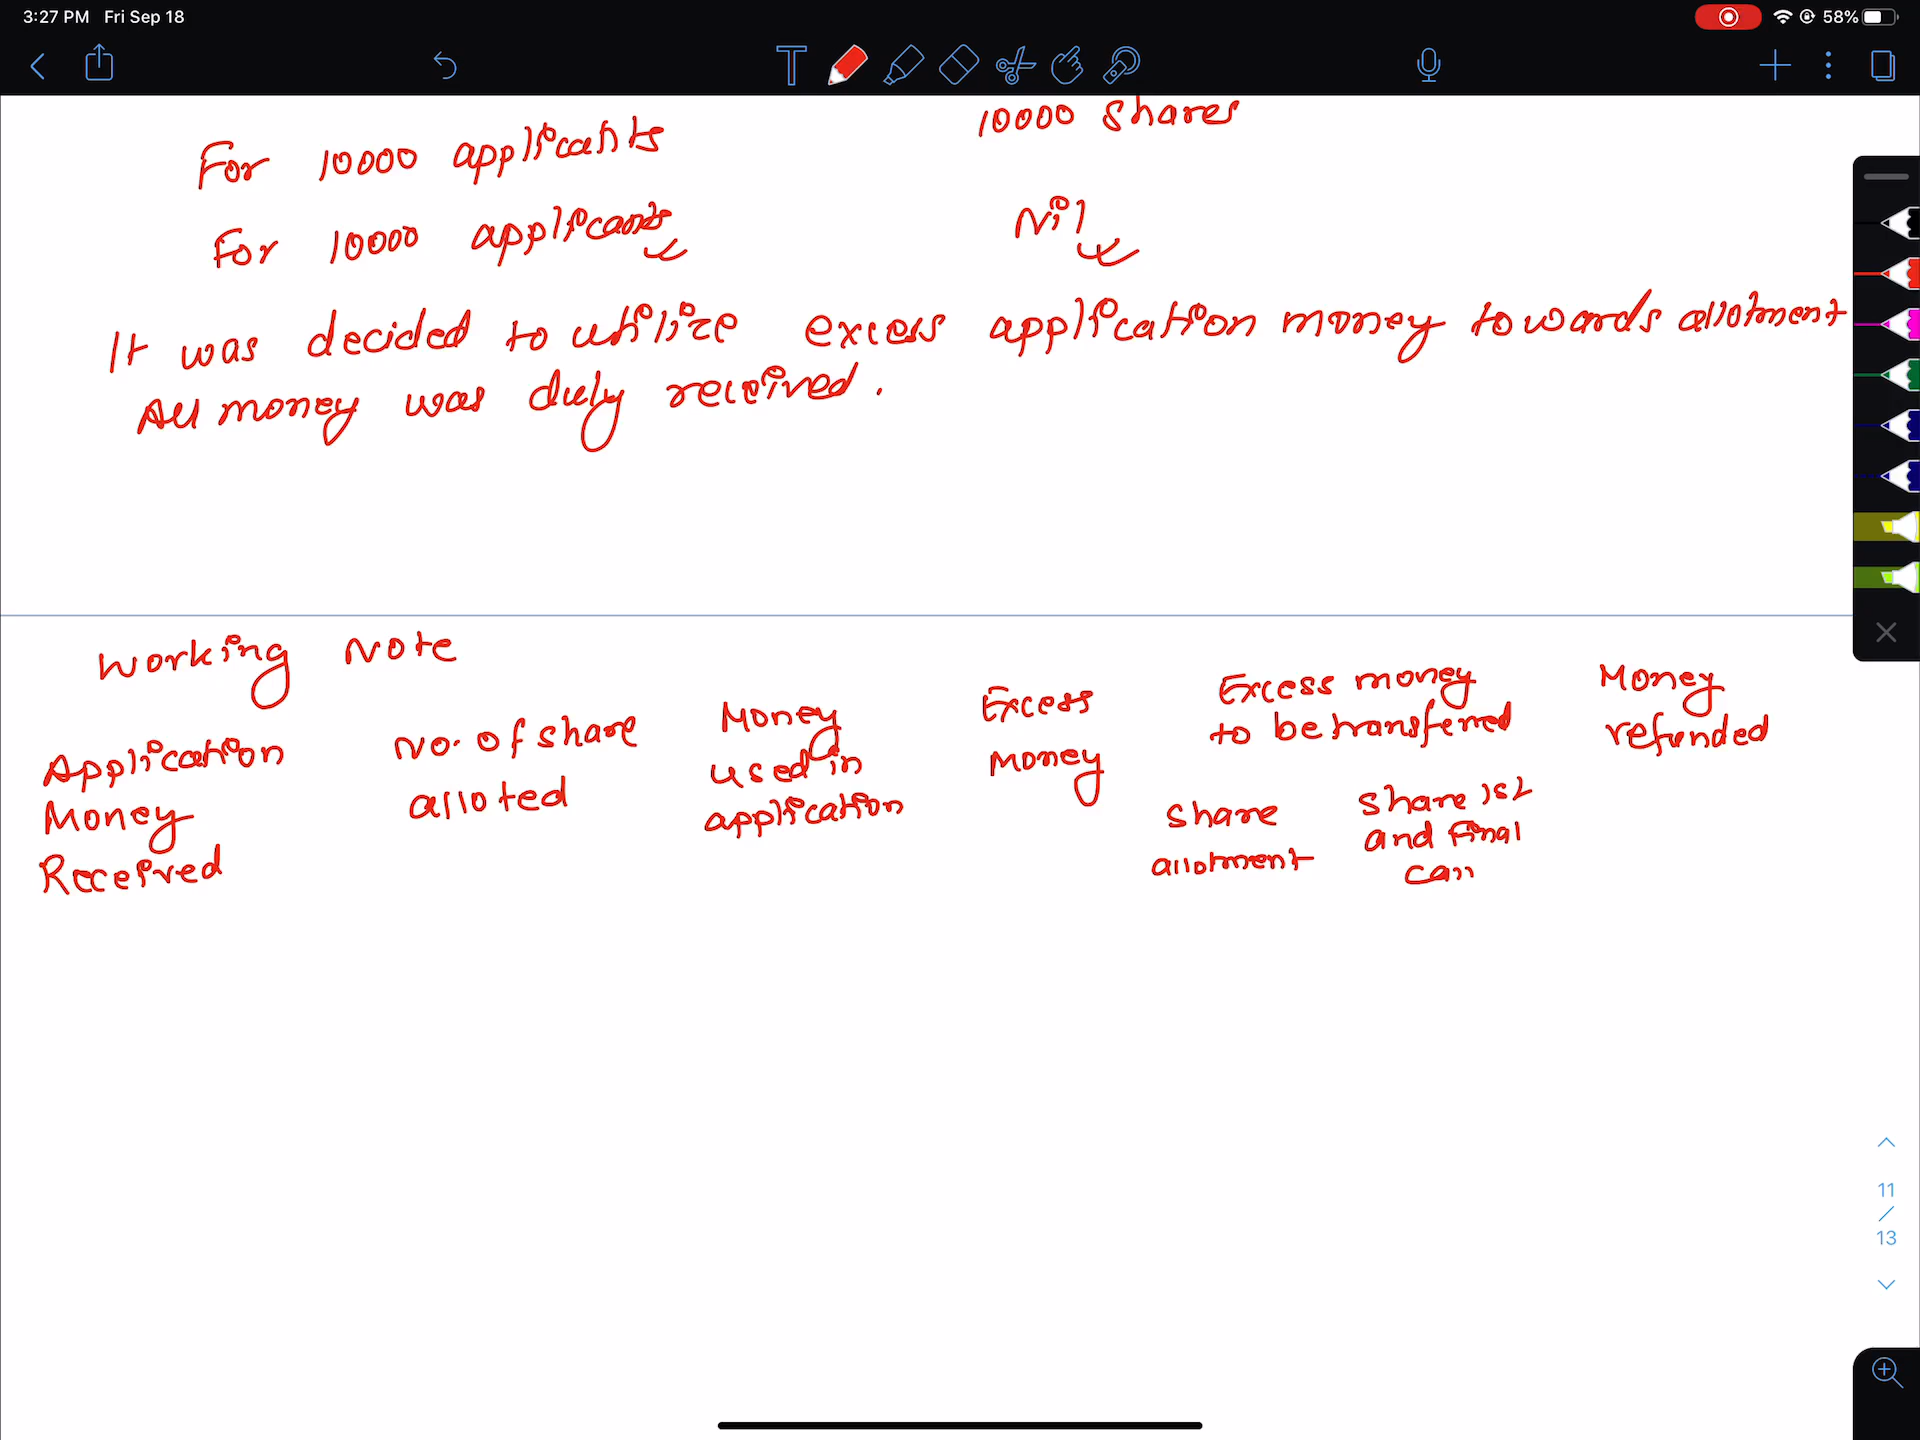 3:27 PM Fri Sep 18 58%
For 10000 applicants 10000 shares
For 10000 applicants Nil
It was decided to utilize excess application money towards allotment
All money was duly received.
Working Note
Application Money Received
No. of share alloted
Money used in application
Excess Money
Excess money to be transferred
Share allotment
Share 1st and final call
Money refunded
11
/
13